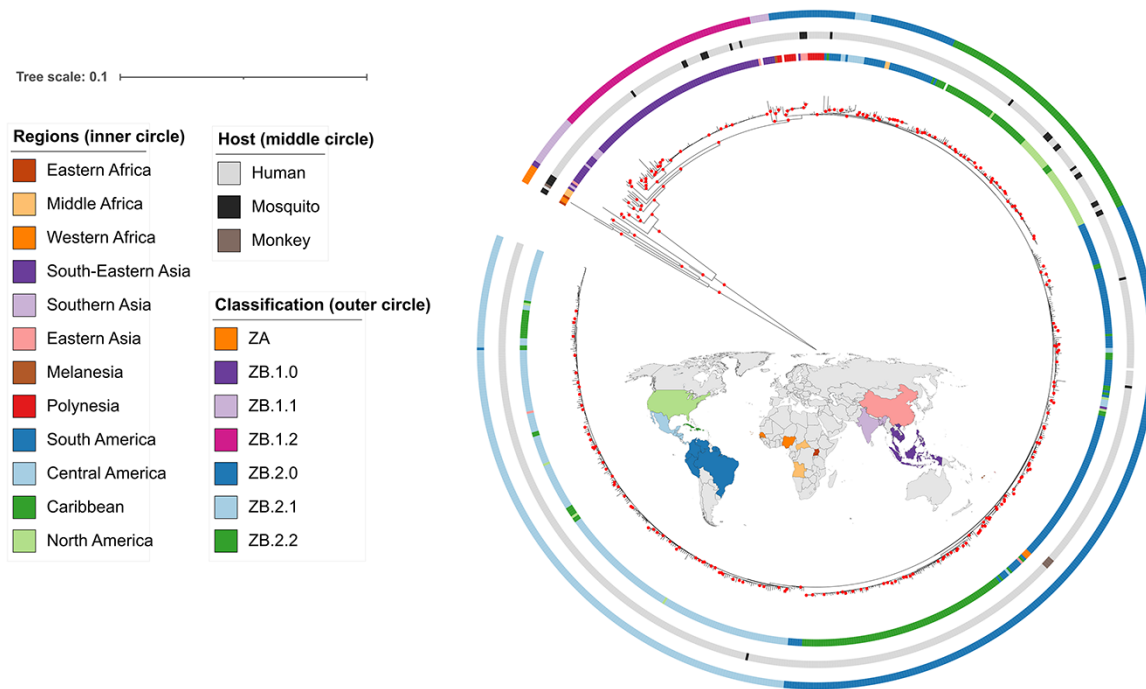 Tree scale: 0.1
Regions (inner circle)
Eastern Africa
Middle Africa
Western Africa
South-Eastern Asia
Southern Asia
Eastern Asia
Melanesia
Polynesia
South America
Central America
Caribbean
North America
Host (middle circle)
Human
Mosquito
Monkey
Classification (outer circle)
ZA
ZB.1.0
ZB.1.1
ZB.1.2
ZB.2.0
ZB.2.1
ZB.2.2